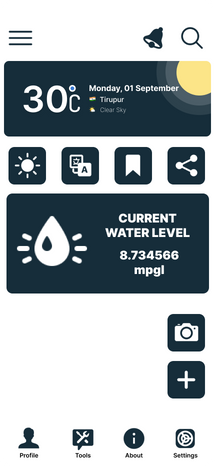 30°C
Monday, 01 September
Tirupur
Clear Sky
A
CURRENT
WATER LEVEL
8.734566
mpgl
Profile
Tools
About
Settings